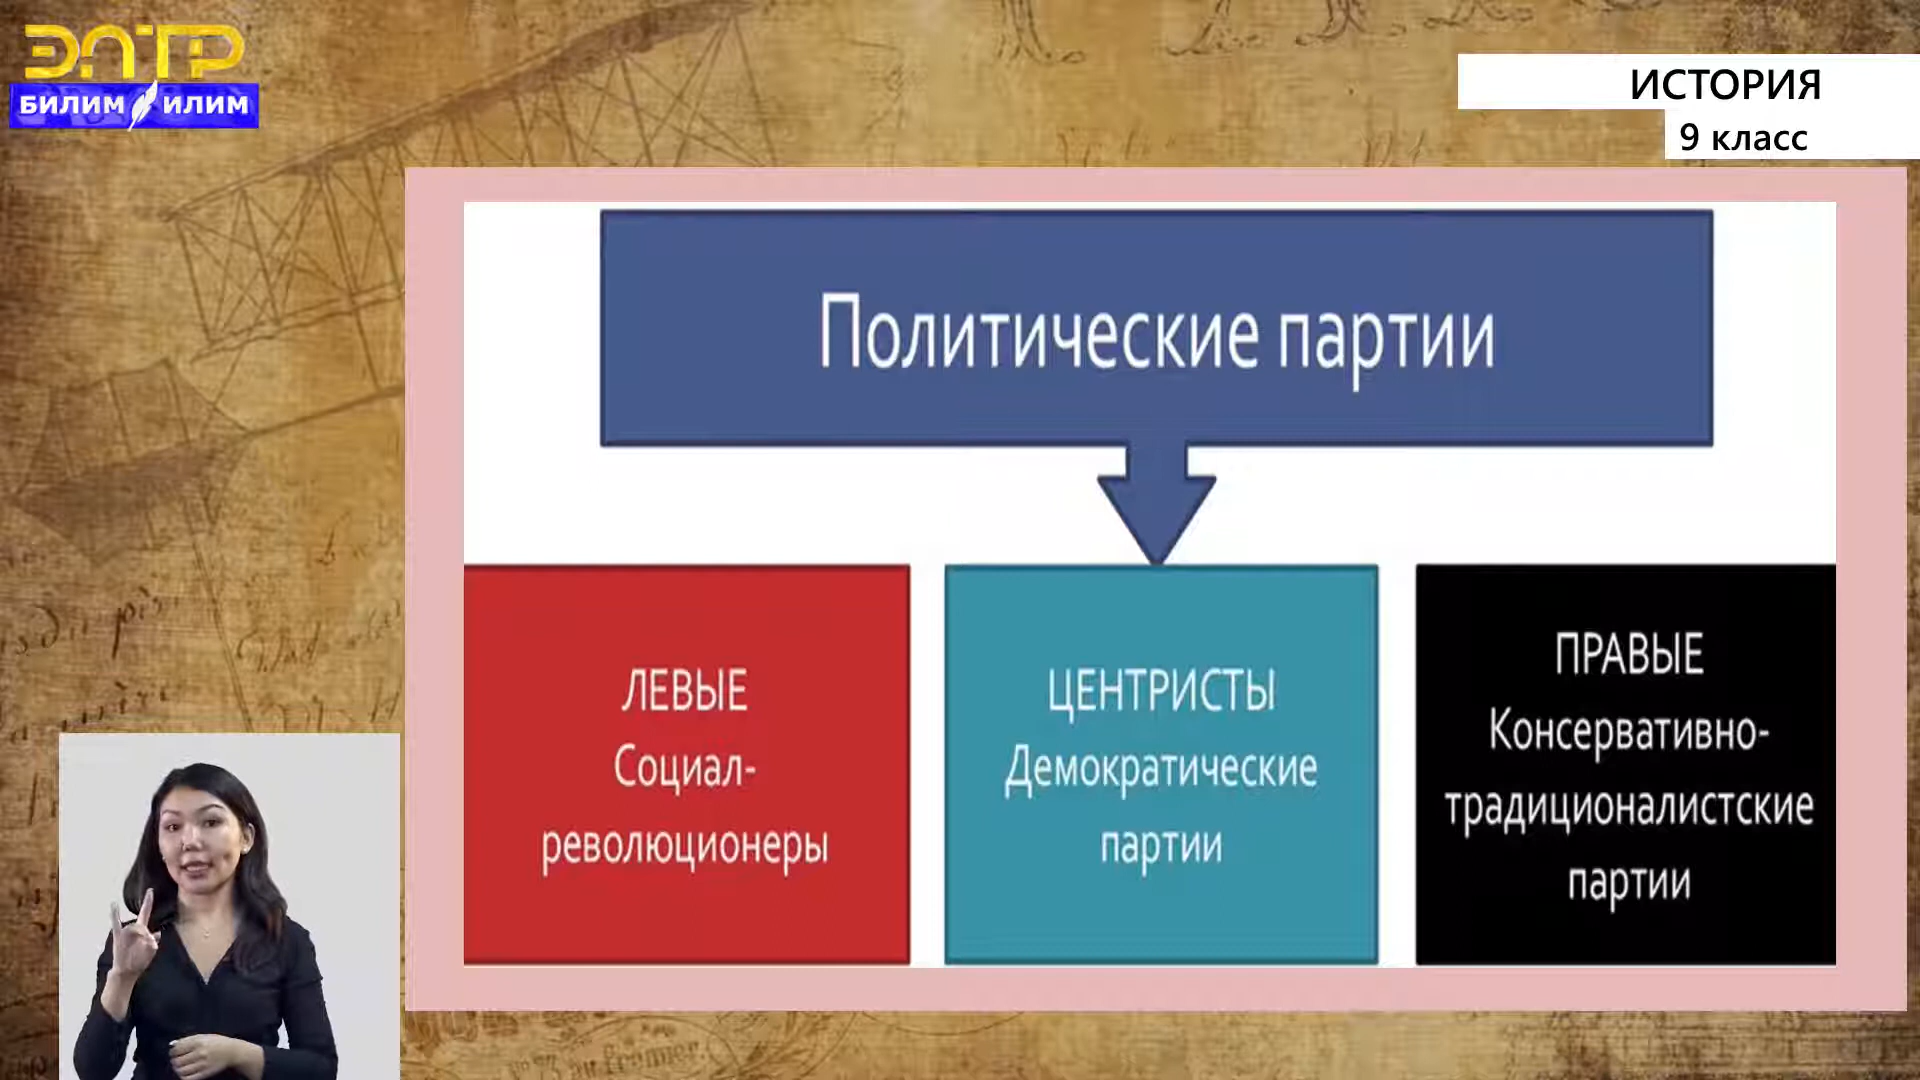 ЭЛТР
БИЛИМ ИЛИМ
ИСТОРИЯ
9 класс
Политические партии
ЛЕВЫЕ
Социал-
революционеры
ЦЕНТРИСТЫ
Демократические
партии
ПРАВЫЕ
Консервативно-
традиционалистские
партии